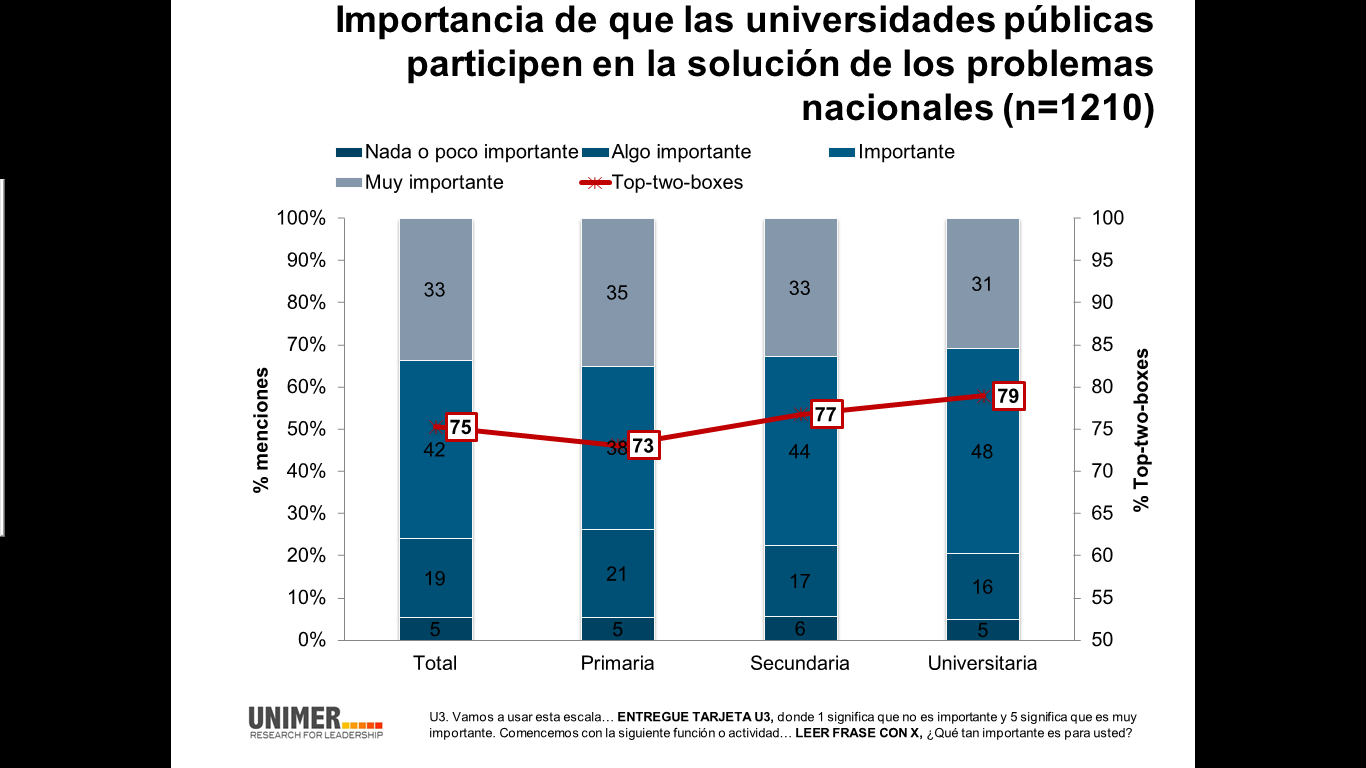 Importancia de que las universidades públicas
participen en la solución de los problemas
nacionales (n=1210)
Nada o poco importante Algo importante Importante
Muy importante Top-two-boxes
100% 100
90% 95
80% 90
70% 85
60% 80
50% 75
40% 70
30% 65
20% 60
10% 55
0% 50
% menciones
% Top-two-boxes
33 35 33 31
75 73 77 79
42 38 44 48
19 21 17 16
5 5 6 5
Total Primaria Secundaria Universitaria
UNIMER
RESEARCH FOR LEADERSHIP
U3. Vamos a usar esta escala… ENTREGUE TARJETA U3, donde 1 significa que no es importante y 5 significa que es muy
importante. Comencemos con la siguiente función o actividad… LEER FRASE CON X, ¿Qué tan importante es para usted?